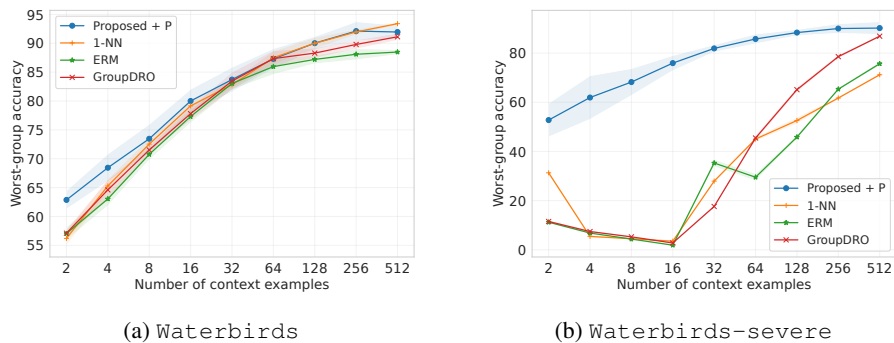 Worst-group accuracy
95
90
85
80
75
70
65
60
55
Proposed + P
1-NN
ERM
GroupDRO
2 4 8 16 32 64 128 256 512
Number of context examples
(a) Waterbirds
Worst-group accuracy
80
60
40
20
0
Proposed + P
1-NN
ERM
GroupDRO
2 4 8 16 32 64 128 256 512
Number of context examples
(b) Waterbirds-severe